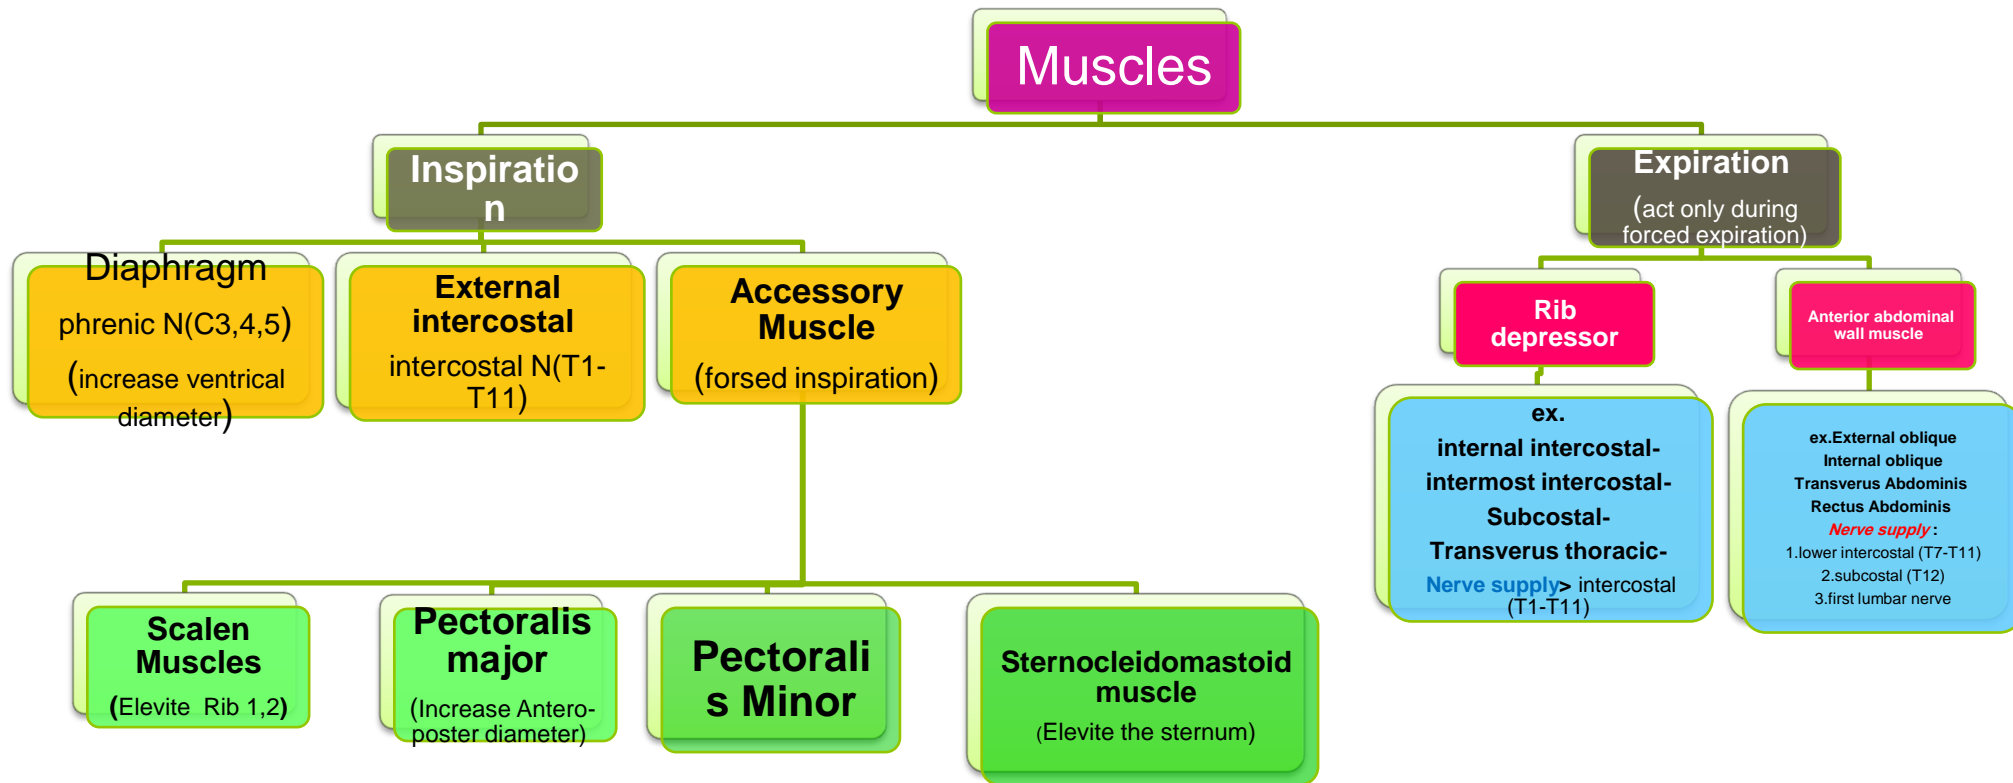 Muscles
Inspiratio
n
Expiration
(act only during
forced expiration)
Diaphragm
phrenic N(C3,4,5)
(increase ventrical
diameter)
External
intercostal
intercostal N(T1-
T11)
Accessory
Muscle
(forsed inspiration)
Rib
depressor
Anterior abdominal
wall muscle
ex.
internal intercostal-
intermost intercostal-
Subcostal-
Transverus thoracic-
Nerve supply> intercostal
(T1-T11)
ex.External oblique
Internal oblique
Transverus Abdominis
Rectus Abdominis
Nerve supply :
1.lower intercostal (T7-T11)
2.subcostal (T12)
3.first lumbar nerve
Scalen
Muscles
(Elevite Rib 1,2)
Pectoralis
major
(Increase Antero-
poster diameter)
Pectorali
s Minor
Sternocleidomastoid
muscle
(Elevite the sternum)